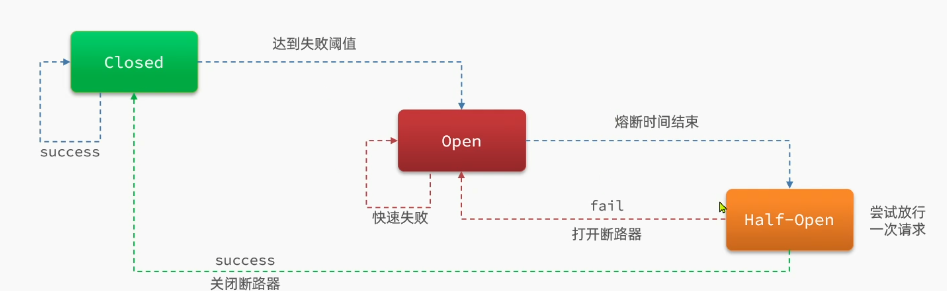 达到失败阈值
Closed
success
Open
熔断时间结束
快速失败
fail
打开断路器
Half-Open
尝试放行
一次请求
success
关闭断路器